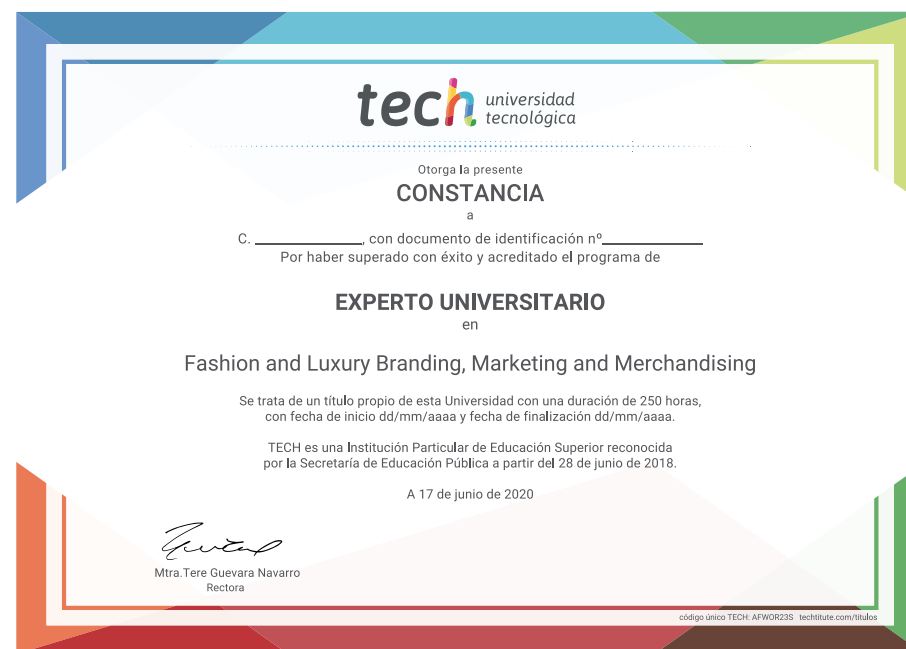 tech universidad
tecnológica
Otorga la presente
CONSTANCIA
a
C. ______________, con documento de identificación nº_____________
Por haber superado con éxito y acreditado el programa de
EXPERTO UNIVERSITARIO
en
Fashion and Luxury Branding, Marketing and Merchandising
Se trata de un título propio de esta Universidad con una duración de 250 horas,
con fecha de inicio dd/mm/aaaa y fecha de finalización dd/mm/aaaa.
TECH es una Institución Particular de Educación Superior reconocida
por la Secretaría de Educación Pública a partir del 28 de junio de 2018.
A 17 de junio de 2020
Mtra.Tere Guevara Navarro
Rectora
código único TECH: AFWOR23S techtitute.com/titulos